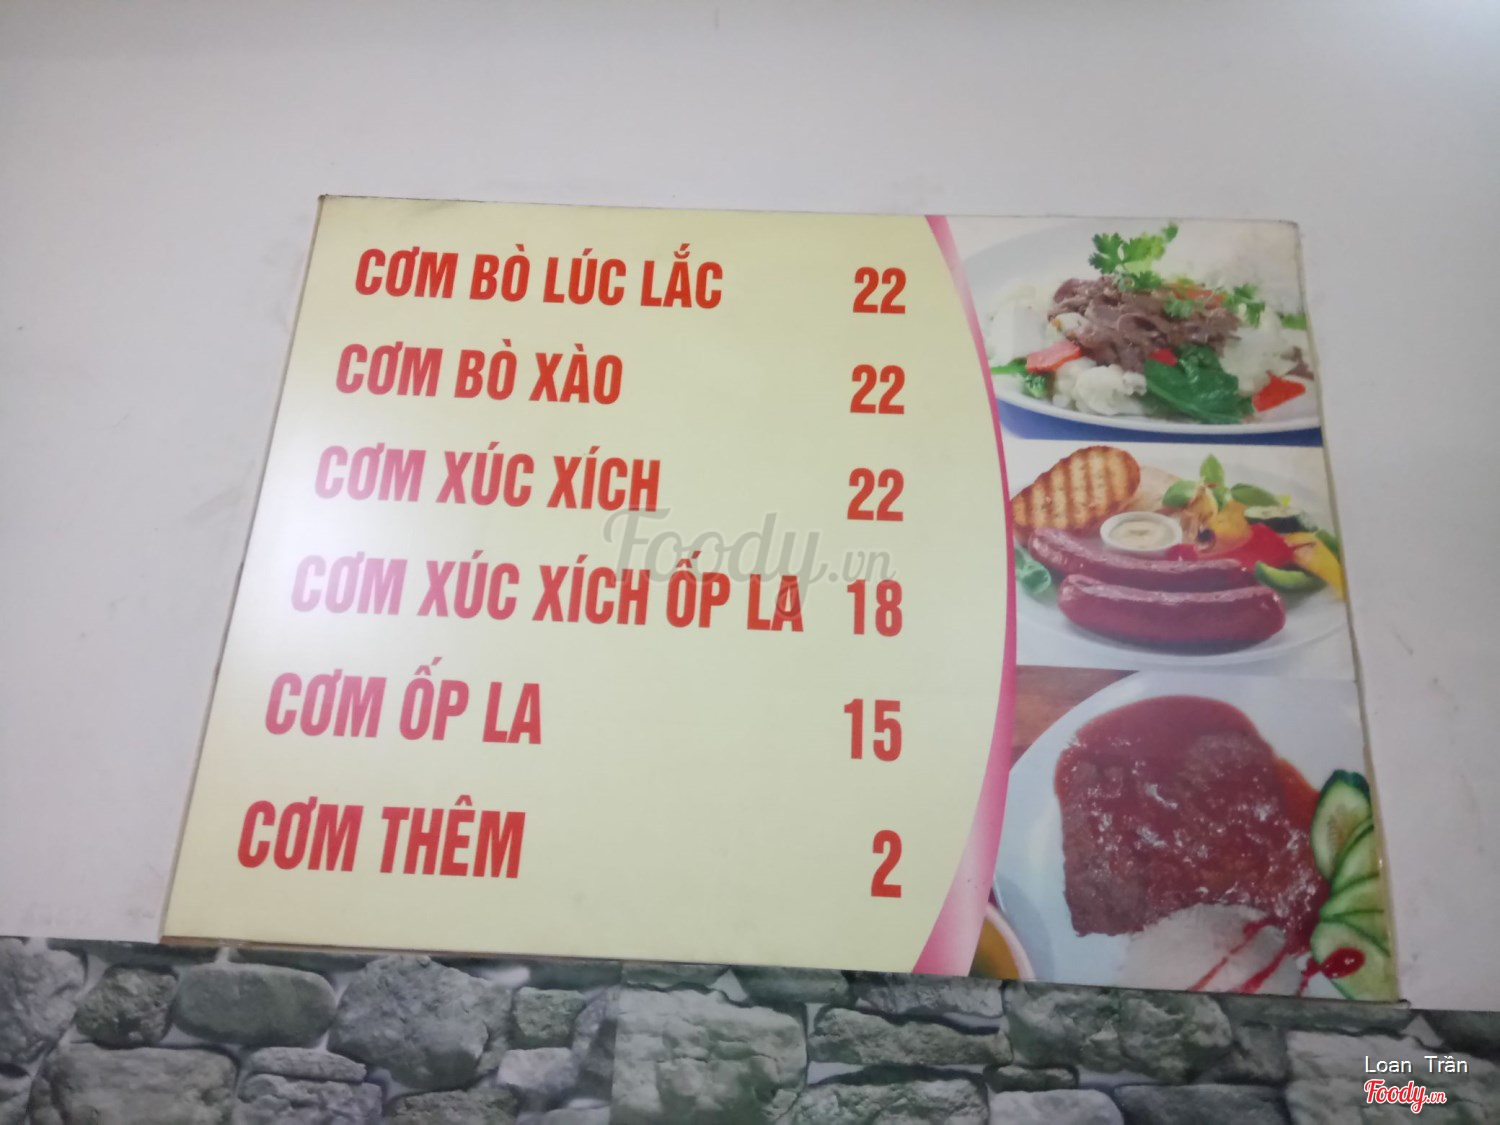 CƠM BÒ LÚC LẮC 22
CƠM BÒ XÀO 22
CƠM XÚC XÍCH 22
CƠM XÚC XÍCH ỐP LA 18
CƠM ỐP LA 15
CƠM THÊM 2
Foody.vn
Loan Trần
Foody.vn